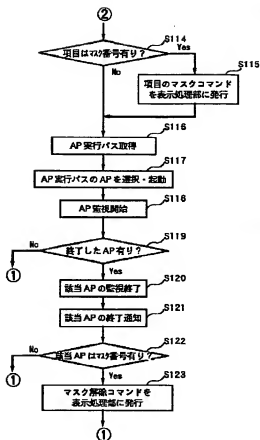 ②
S114
項目はマスク番号有り?
Yes
No
S115
項目のマスクコマンド
を表示処理部に発行
S116
AP実行パス取得
S117
AP実行パスのAPを選択・起動
S118
AP監視開始
S119
終了したAP有り?
No
①
Yes
S120
該当APの監視終了
S121
該当APの終了通知
S122
該当APはマスク番号有り?
No
①
Yes
S123
マスク解除コマンドを
表示処理部に発行
①